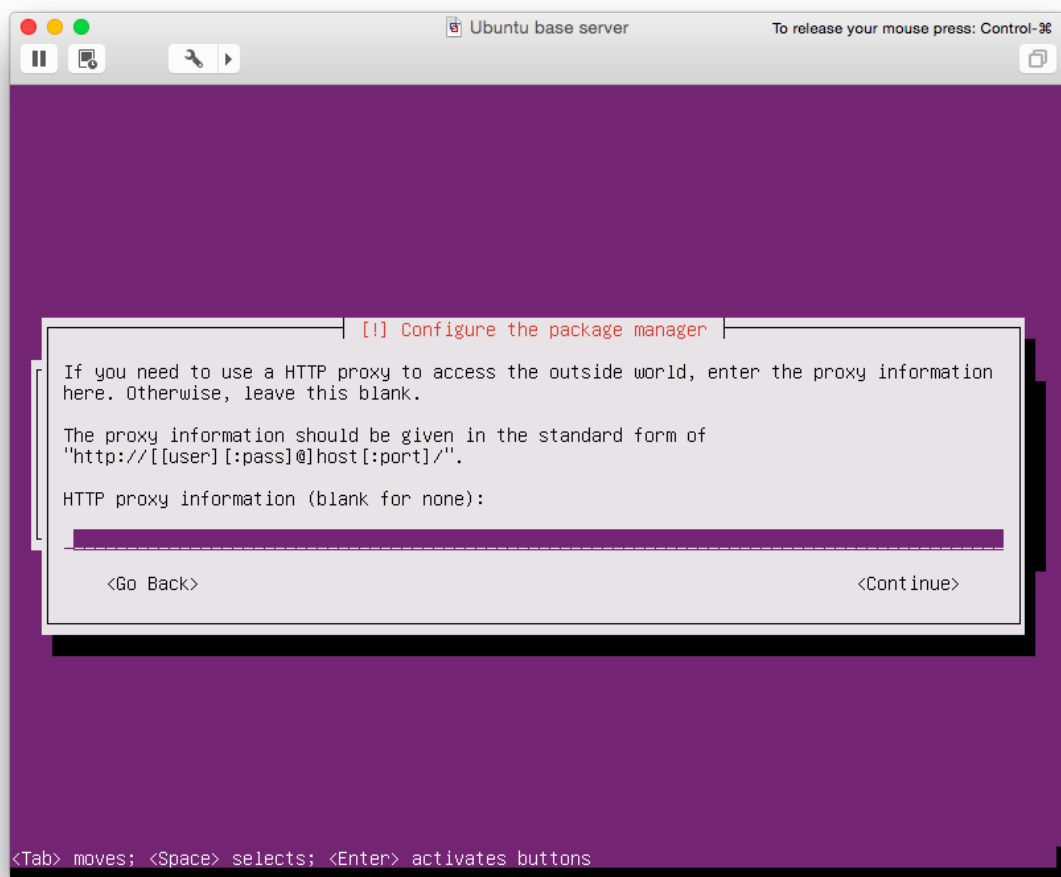 Ubuntu base server
To release your mouse press: Control-⌘
[!] Configure the package manager
If you need to use a HTTP proxy to access the outside world, enter the proxy information
here. Otherwise, leave this blank.
The proxy information should be given in the standard form of
"http://[[user][:pass]@]host[:port]/".
HTTP proxy information (blank for none):
<Go Back>
<Continue>
<Tab> moves; <Space> selects; <Enter> activates buttons